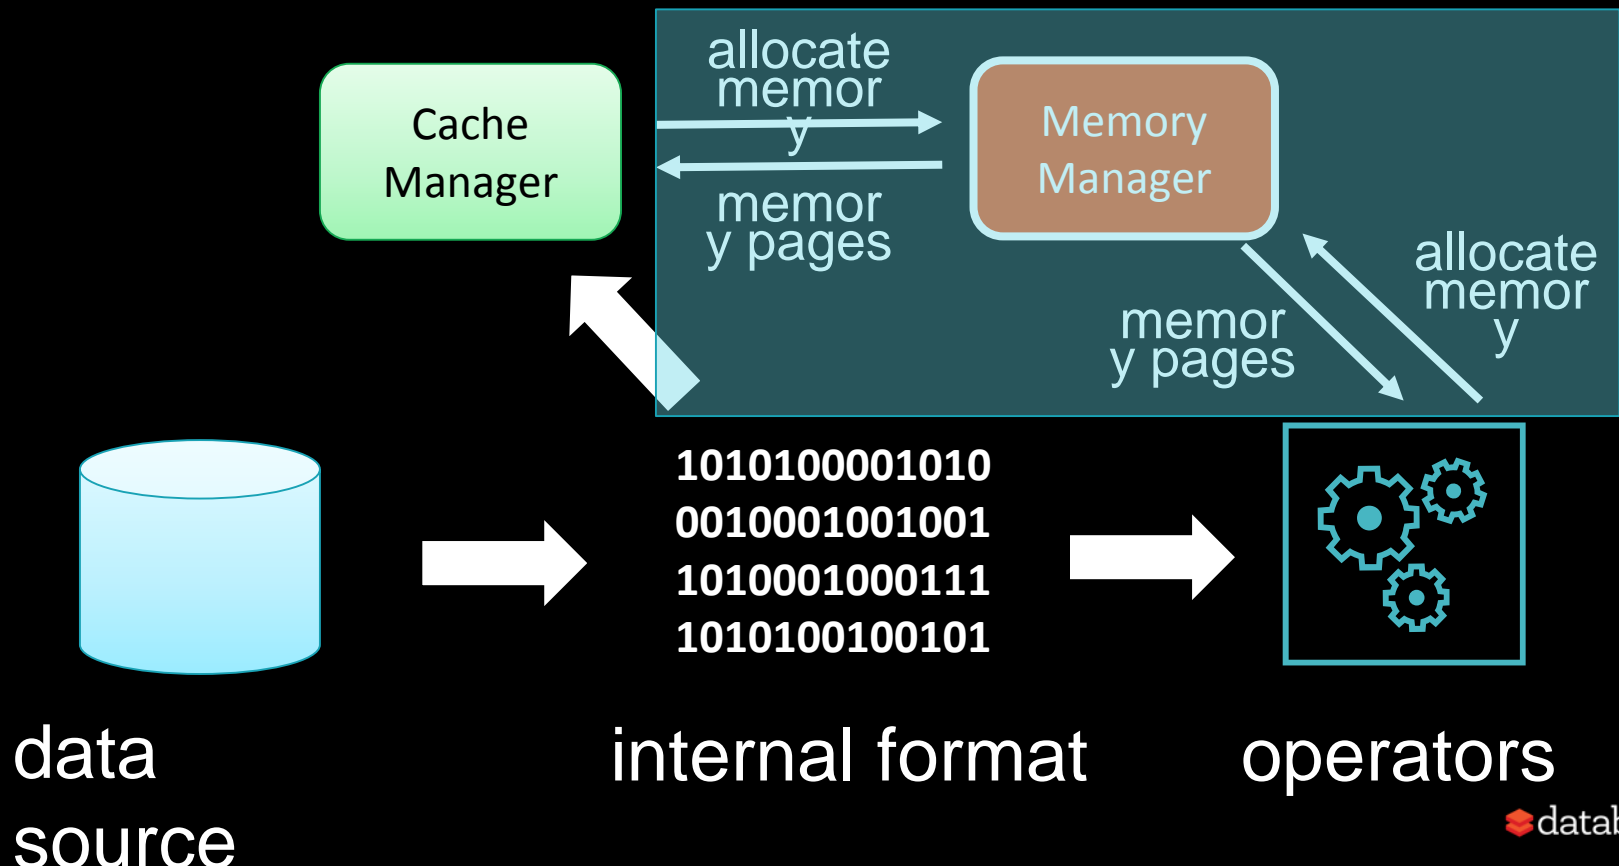 allocate
memor
y
Cache
Manager
Memory
Manager
memor
y pages
allocate
memor
y
memor
y pages
1010100001010
0010001001001
1010001000111
1010100100101
data
source
internal format
operators
datab